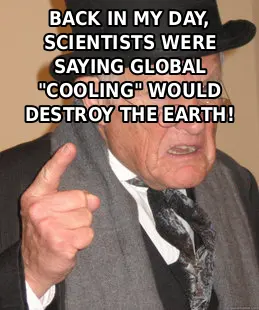 BACK IN MY DAY,
SCIENTISTS WERE
SAYING GLOBAL
"COOLING" WOULD
DESTROY THE EARTH!